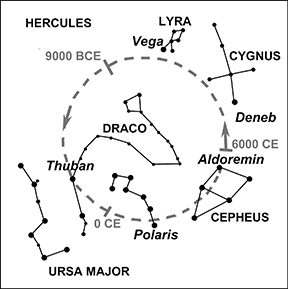 HERCULES
LYRA
Vega
9000 BCE
CYGNUS
Deneb
DRACO
6000 CE
Thuban
Aldoremin
0 CE
CEPHEUS
Polaris
URSA MAJOR